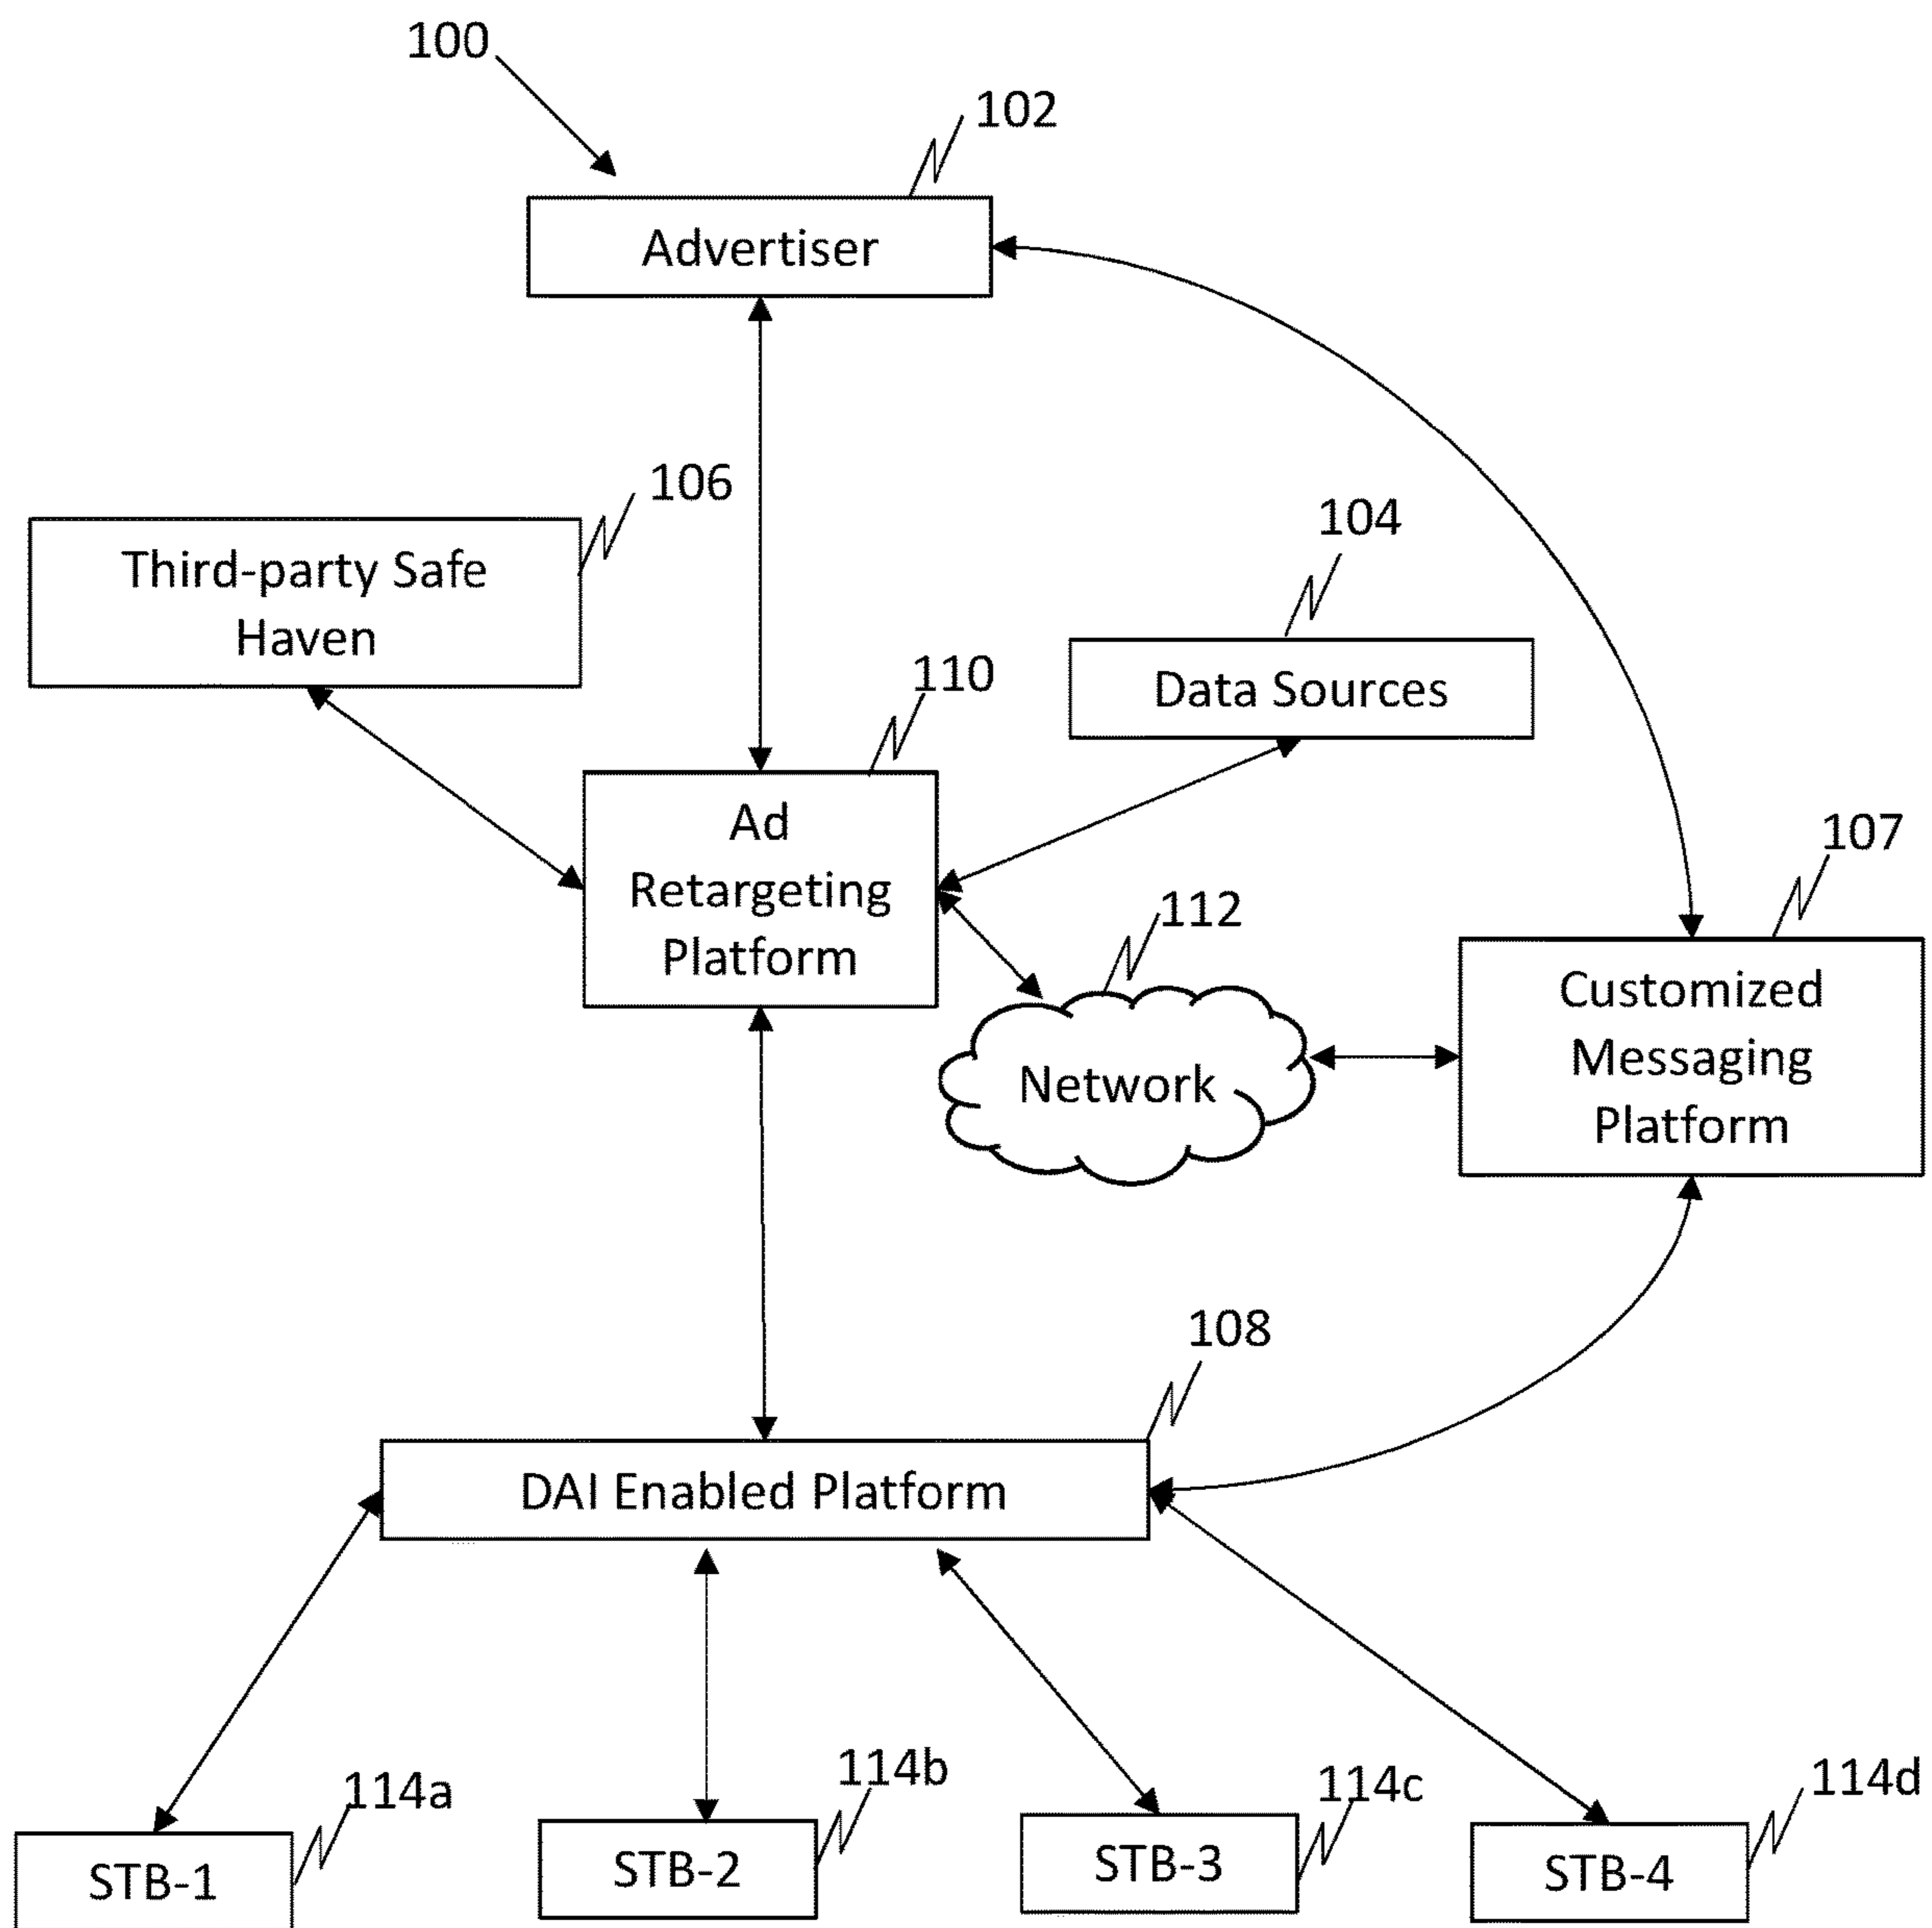 100
102
Advertiser
106
104
Third-party Safe
Haven
110
Data Sources
Ad
Retargeting
Platform
107
112
Customized
Messaging
Platform
Network
108
DAI Enabled Platform
114a
114b
114c
114d
STB-1
STB-2
STB-3
STB-4